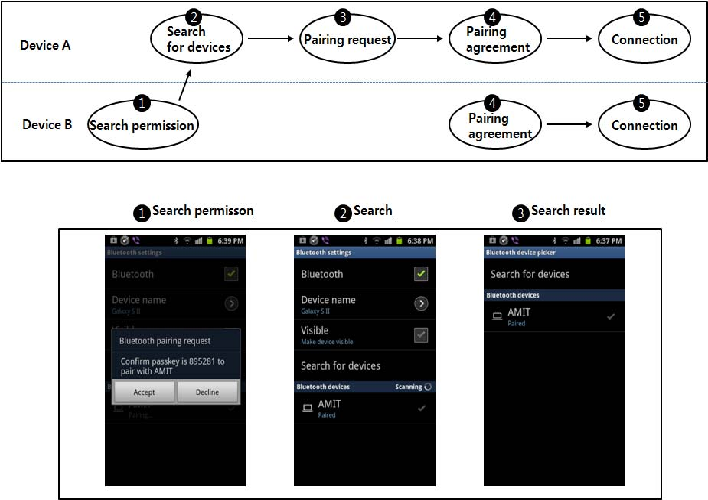 Device A
2
Search
for devices
3
Pairing request
4
Pairing
agreement
5
Connection
Device B
1
Search permission
4
Pairing
agreement
5
Connection
1 Search permisson
2 Search
3 Search result
6:39 PM
Bluetooth settings
Bluetooth
Device name
Galaxy S II
Bluetooth pairing request
Confirm passkey is 895281 to
pair with AMIT
Accept
Decline
Pairing...
6:38 PM
Bluetooth settings
Bluetooth
Device name
Galaxy S II
Visible
Make device visible
Search for devices
Bluetooth devices Scanning
AMIT
Paired
6:37 PM
Bluetooth device picker
Search for devices
Bluetooth devices
AMIT
Paired